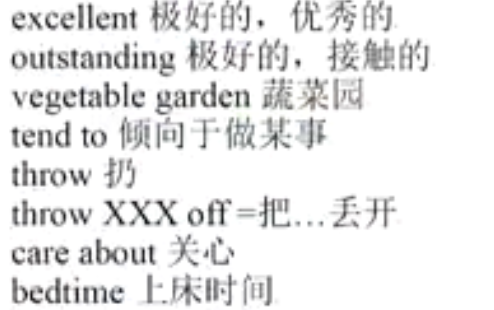 excellent 极好的，优秀的
outstanding 极好的，接触的
vegetable garden 蔬菜园
tend to 倾向于做某事
throw 扔
throw XXX off =把…丢开
care about 关心
bedtime 上床时间